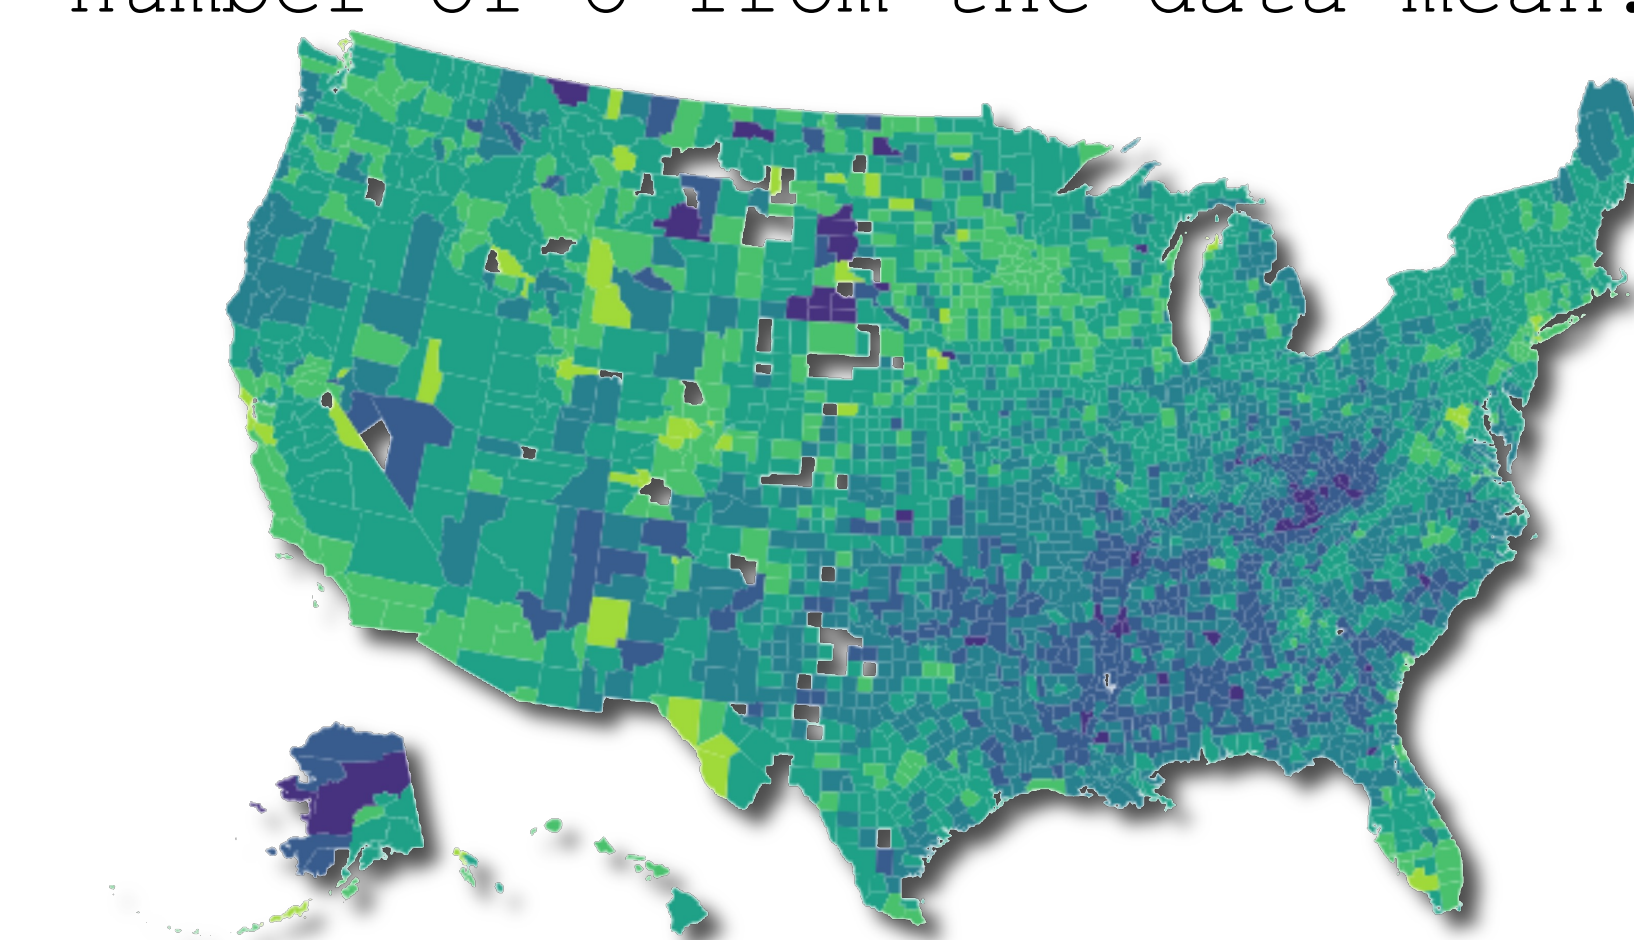 number of σ from the data mean.